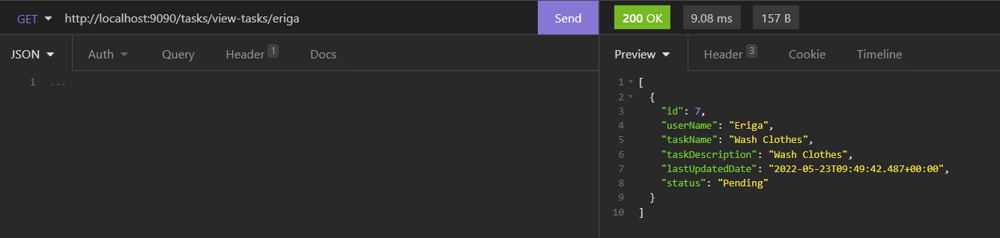 GET http://localhost:9090/tasks/view-tasks/eriga Send 200 OK 9.08 ms 157 B
JSON Auth Query Header 1 Docs Preview Header 3 Cookie Timeline
1 ...
1 [
2 {
3 "id": 7,
4 "userName": "Eriga",
5 "taskName": "Wash Clothes",
6 "taskDescription": "Wash Clothes",
7 "lastUpdatedDate": "2022-05-23T09:49:42.487+00:00",
8 "status": "Pending"
9 }
10 ]